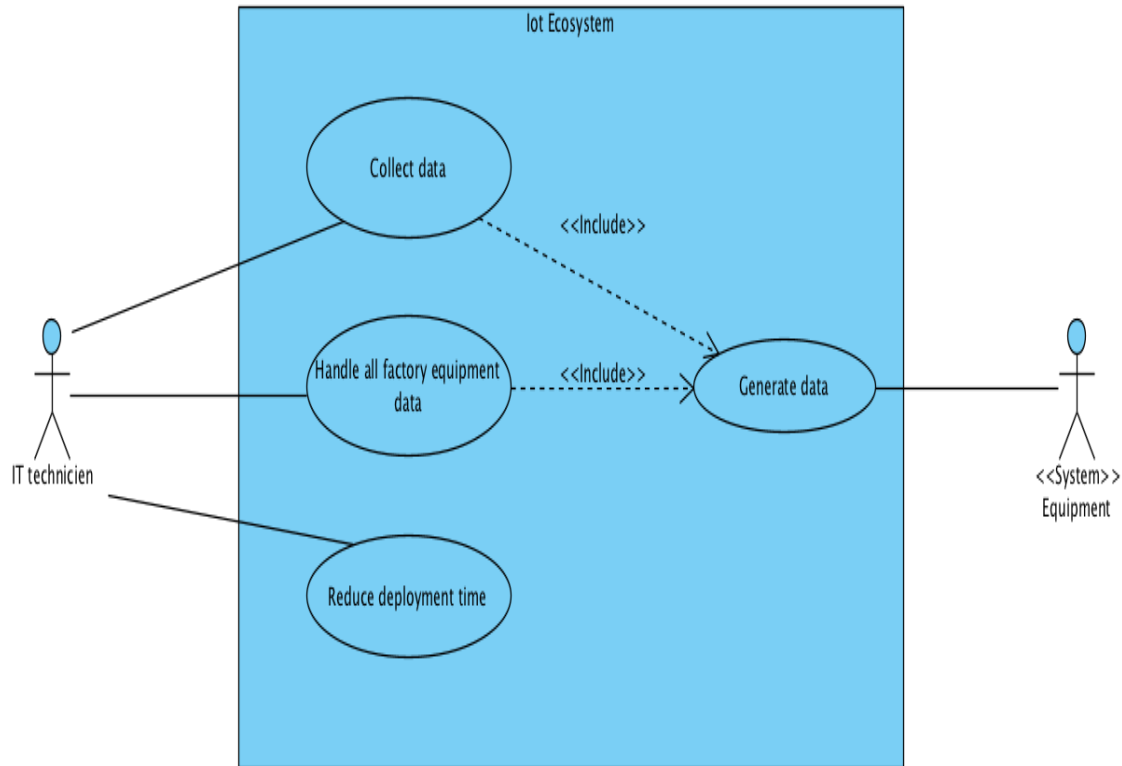 Iot Ecosystem
Collect data
<<Include>>
Handle all factory equipment
data
<<Include>>
Generate data
IT technicien
<<System>>
Equipment
Reduce deployment time